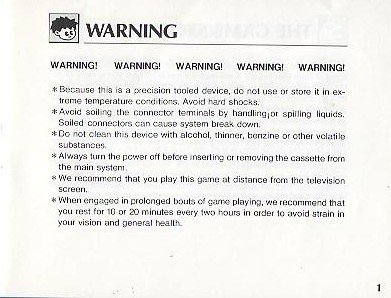 WARNING
WARNING! WARNING! WARNING! WARNING! WARNING!
* Because this is a precision tooled device, do not use or store it in ex-
treme temperature conditions. Avoid hard shocks.
* Avoid soiling the connector terminals by handling or spilling liquids.
Soiled connectors can cause system break down.
* Do not clean this device with alcohol, thinner, benzine or other volatile
substances.
* Always turn the power off before inserting or removing the cassette from
the main system.
* We recommend that you play this game at distance from the television
screen.
* When engaged in prolonged bouts of game playing, we recommend that
you rest for 10 or 20 minutes every two hours in order to avoid strain in
your vision and general health.
1